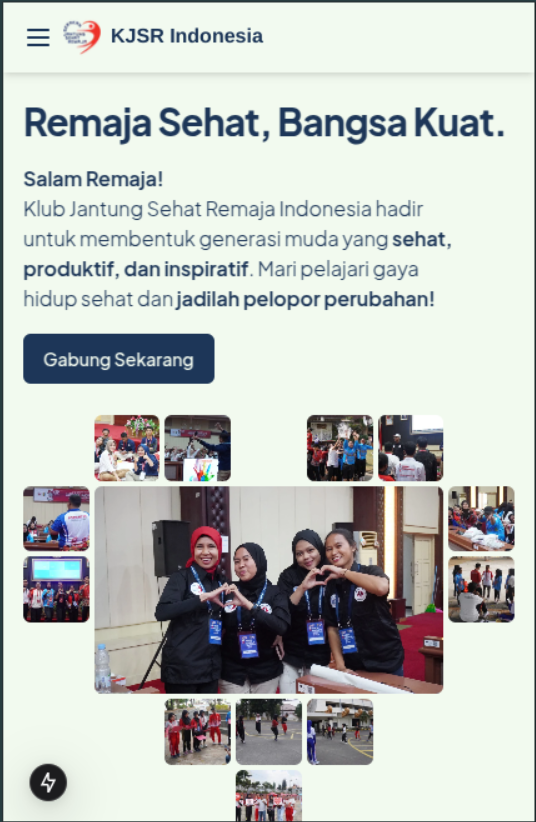 KJSR Indonesia
Remaja Sehat, Bangsa Kuat.
Salam Remaja!
Klub Jantung Sehat Remaja Indonesia hadir
untuk membentuk generasi muda yang sehat,
produktif, dan inspiratif. Mari pelajari gaya
hidup sehat dan jadilah pelopor perubahan!
Gabung Sekarang